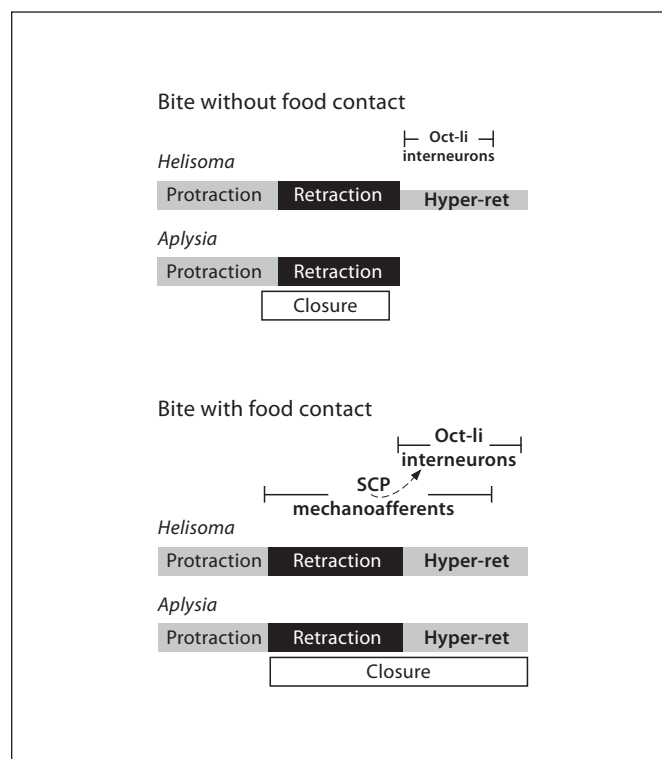 Bite without food contact
Oct-li
interneurons
Helisoma
Protraction Retraction Hyper-ret
Aplysia
Protraction Retraction
Closure
Bite with food contact
Oct-li
interneurons
SCP
mechanoafferents
Helisoma
Protraction Retraction Hyper-ret
Aplysia
Protraction Retraction Hyper-ret
Closure